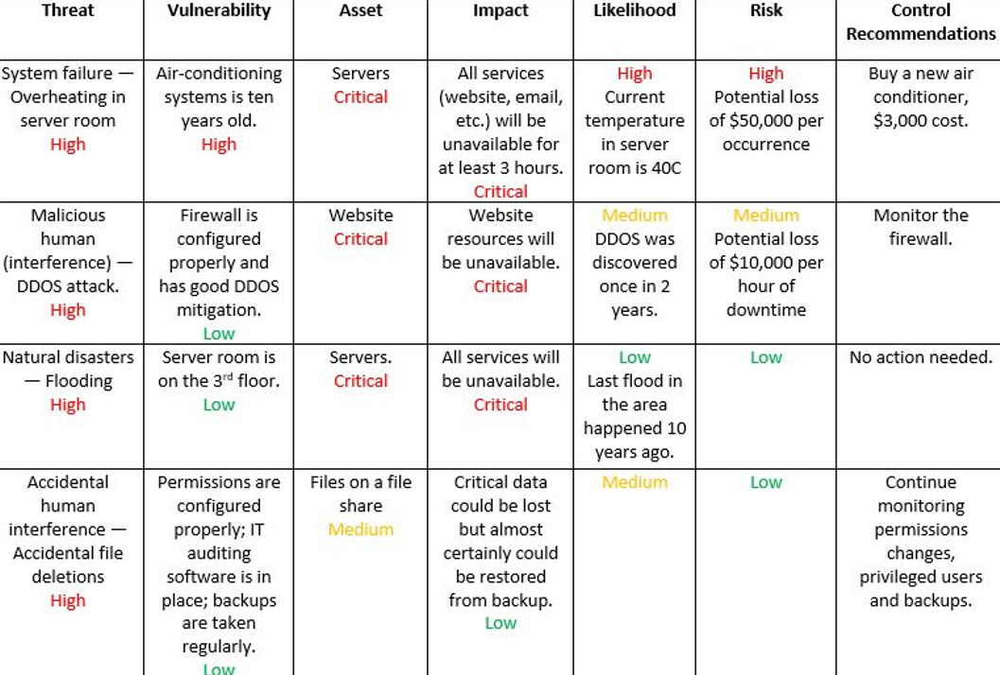 Threat
Vulnerability
Asset
Impact
Likelihood
Risk
Control
Recommendations
System failure —
Overheating in
server room
High
Air-conditioning
systems is ten
years old.
High
Servers
Critical
All services
(website, email,
etc.) will be
unavailable for
at least 3 hours.
Critical
High
Current
temperature
in server
room is 40C
High
Potential loss
of $50,000 per
occurrence
Buy a new air
conditioner,
$3,000 cost.
Malicious
human
(interference) —
DDOS attack.
High
Firewall is
configured
properly and
has good DDOS
mitigation.
Low
Website
Critical
Website
resources will
be unavailable.
Critical
Medium
DDOS was
discovered
once in 2
years.
Medium
Potential loss
of $10,000 per
hour of
downtime
Monitor the
firewall.
Natural disasters
— Flooding
High
Server room is
on the 3rd floor.
Low
Servers.
Critical
All services will
be unavailable.
Critical
Low
Last flood in
the area
happened 10
years ago.
Low
No action needed.
Accidental
human
interference —
Accidental file
deletions
High
Permissions are
configured
properly; IT
auditing
software is in
place; backups
are taken
regularly.
Low
Files on a file
share
Medium
Critical data
could be lost
but almost
certainly could
be restored
from backup.
Low
Medium
Low
Continue
monitoring
permissions
changes,
privileged users
and backups.